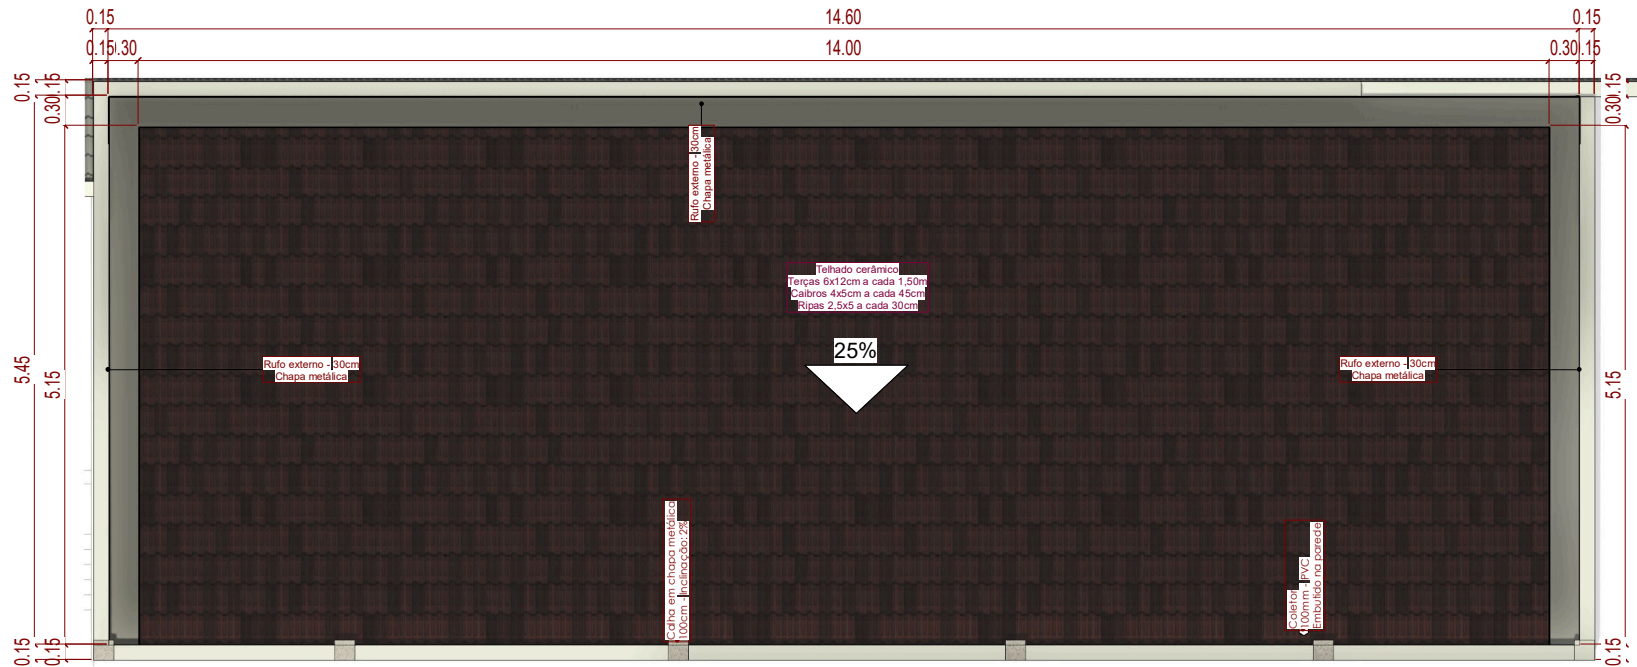 0.15
14.60
0.15
0.15
0.30
14.00
0.30
0.15
0.15
0.15
0.30
0.15
0.30
Rufo externo - 30cm
Chapa metálica
Telhado cerâmico
Terças 6x12cm a cada 1,50m
Caibros 4x5cm a cada 45cm
Ripas 2,5x5 a cada 30cm
25%
Rufo externo - 30cm
Chapa metálica
Rufo externo - 30cm
Chapa metálica
5.45
5.15
5.15
Calha em chapa metálica
100cm - Inclinação: 2%
Coletor
100mm - PVC
Embutido na parede
0.15
0.15
0.15